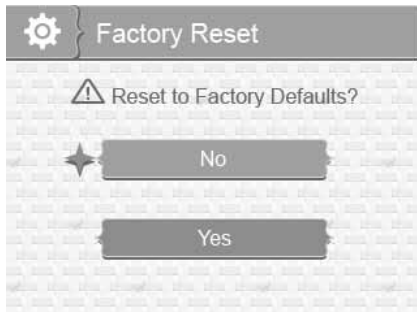 Factory Reset
Reset to Factory Defaults?
No
Yes